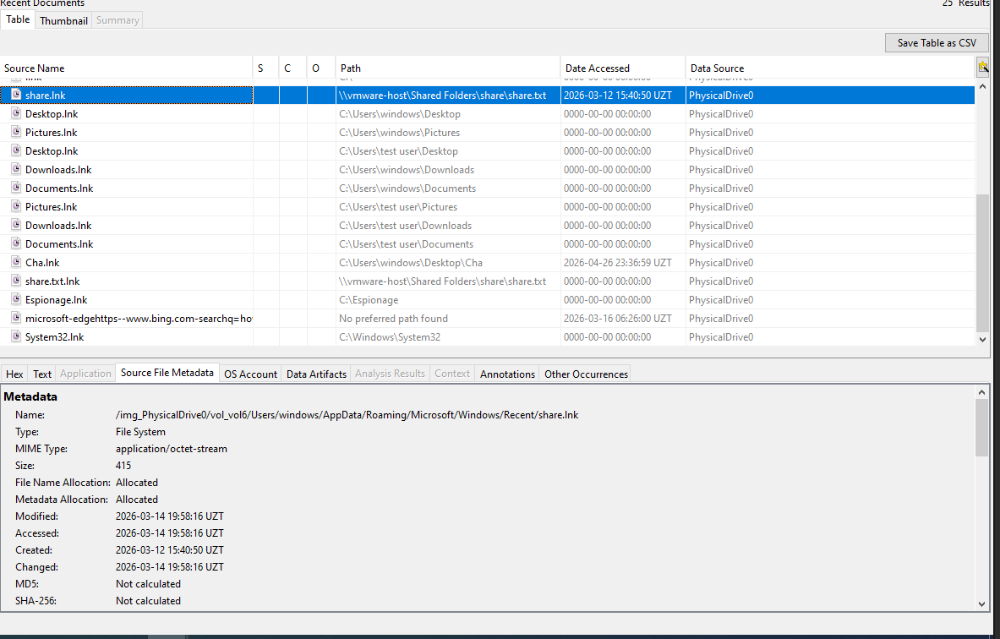 Recent Documents 25 Results
Table Thumbnail Summary
Save Table as CSV
Source Name S C O Path Date Accessed Data Source
share.lnk \\vmware-host\Shared Folders\share\share.txt 2026-03-12 15:40:50 UZT PhysicalDrive0
Desktop.lnk C:\Users\windows\Desktop 0000-00-00 00:00:00 PhysicalDrive0
Pictures.lnk C:\Users\windows\Pictures 0000-00-00 00:00:00 PhysicalDrive0
Desktop.lnk C:\Users\test user\Desktop 0000-00-00 00:00:00 PhysicalDrive0
Downloads.lnk C:\Users\windows\Downloads 0000-00-00 00:00:00 PhysicalDrive0
Documents.lnk C:\Users\windows\Documents 0000-00-00 00:00:00 PhysicalDrive0
Pictures.lnk C:\Users\test user\Pictures 0000-00-00 00:00:00 PhysicalDrive0
Downloads.lnk C:\Users\test user\Downloads 0000-00-00 00:00:00 PhysicalDrive0
Documents.lnk C:\Users\test user\Documents 0000-00-00 00:00:00 PhysicalDrive0
Cha.lnk C:\Users\windows\Desktop\Cha 2026-04-26 23:36:59 UZT PhysicalDrive0
share.txt.lnk \\vmware-host\Shared Folders\share\share.txt 0000-00-00 00:00:00 PhysicalDrive0
Espionage.lnk C:\Espionage 0000-00-00 00:00:00 PhysicalDrive0
microsoft-edgehttps--www.bing.com-searchq=ho No preferred path found 2026-03-16 06:26:00 UZT PhysicalDrive0
System32.lnk C:\Windows\System32 0000-00-00 00:00:00 PhysicalDrive0
Hex Text Application Source File Metadata OS Account Data Artifacts Analysis Results Context Annotations Other Occurrences
Metadata
Name: /img_PhysicalDrive0/vol_vol6/Users/windows/AppData/Roaming/Microsoft/Windows/Recent/share.lnk
Type: File System
MIME Type: application/octet-stream
Size: 415
File Name Allocation: Allocated
Metadata Allocation: Allocated
Modified: 2026-03-14 19:58:16 UZT
Accessed: 2026-03-14 19:58:16 UZT
Created: 2026-03-12 15:40:50 UZT
Changed: 2026-03-14 19:58:16 UZT
MD5: Not calculated
SHA-256: Not calculated